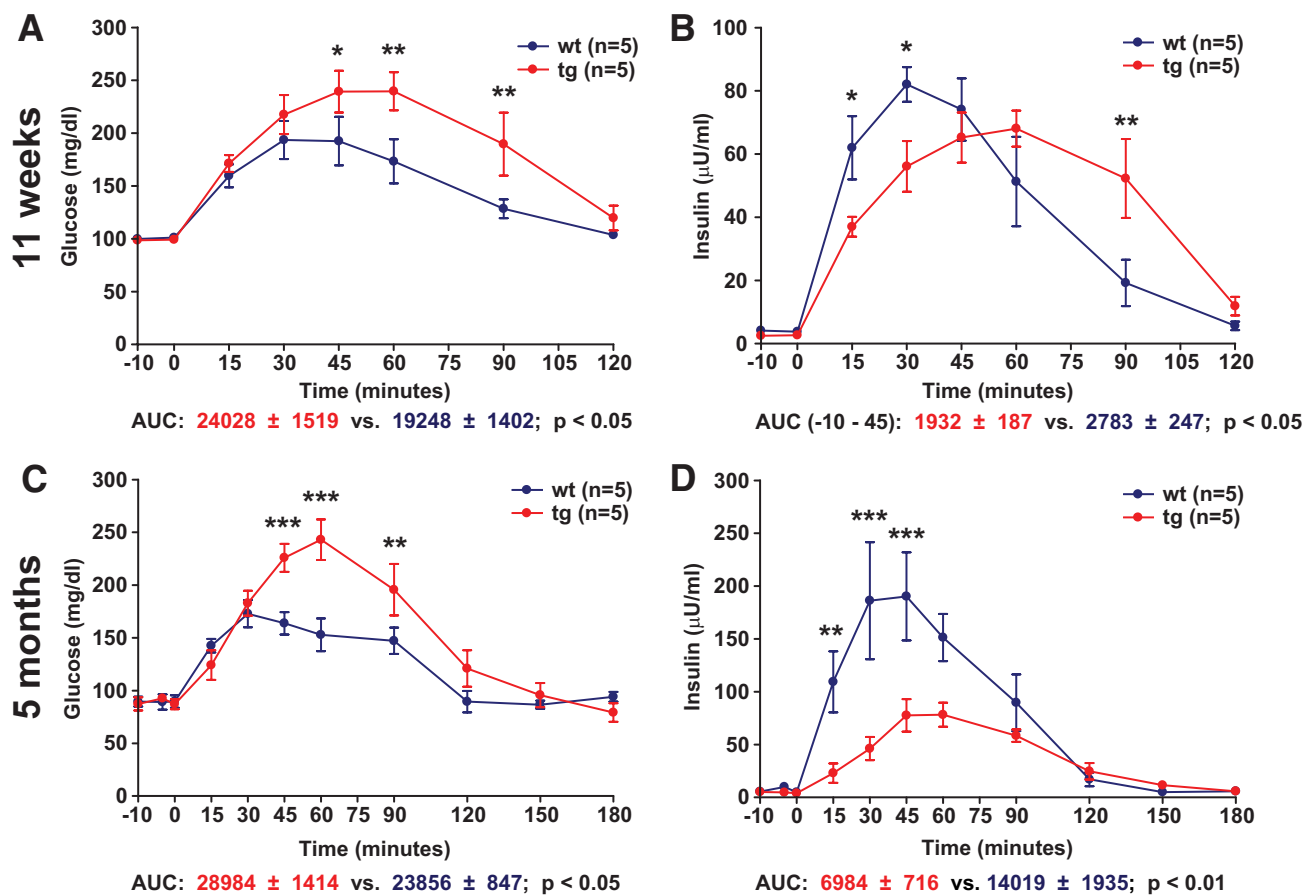 A
11 weeks
Glucose (mg/dl)
300
250
200
150
100
50
0
* ** **
wt (n=5)
tg (n=5)
-10 0 15 30 45 60 75 90 105 120
Time (minutes)
AUC: 24028 ± 1519 vs. 19248 ± 1402; p < 0.05
B
Insulin (µU/ml)
100
80
60
40
20
0
* * **
wt (n=5)
tg (n=5)
-10 0 15 30 45 60 75 90 105 120
Time (minutes)
AUC (-10 - 45): 1932 ± 187 vs. 2783 ± 247; p < 0.05
C
5 months
Glucose (mg/dl)
300
250
200
150
100
50
0
*** *** **
wt (n=5)
tg (n=5)
-10 0 15 30 45 60 75 90 105 120 135 150 165 180
Time (minutes)
AUC: 28984 ± 1414 vs. 23856 ± 847; p < 0.05
D
Insulin (µU/ml)
300
250
200
150
100
50
0
** *** ***
wt (n=5)
tg (n=5)
-10 0 15 30 45 60 75 90 105 120 135 150 165 180
Time (minutes)
AUC: 6984 ± 716 vs. 14019 ± 1935; p < 0.01